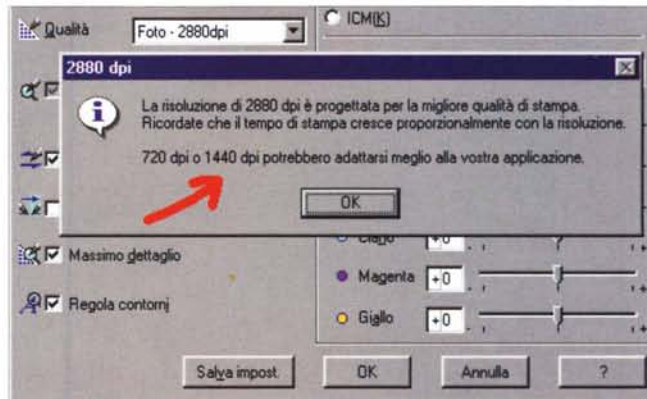 Qualità
Foto - 2880dpi
ICM(K)
2880 dpi
La risoluzione di 2880 dpi è progettata per la migliore qualità di stampa.
Ricordate che il tempo di stampa cresce proporzionalmente con la risoluzione.
720 dpi o 1440 dpi potrebbero adattarsi meglio alla vostra applicazione.
OK
Ciano +0 - +
Massimo dettaglio
Magenta +0 - +
Regola contorni
Giallo +0 - +
Salva impost. OK Annulla ?